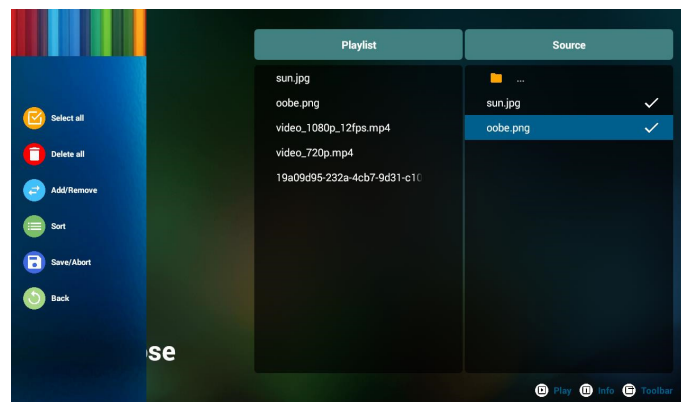 Select all
Delete all
Add/Remove
Sort
Save/Abort
Back
Playlist
sun.jpg
oobe.png
video_1080p_12fps.mp4
video_720p.mp4
19a09d95-232a-4cb7-9d31-c10
Source
...
sun.jpg
oobe.png
se
Play
Info
Toolbar